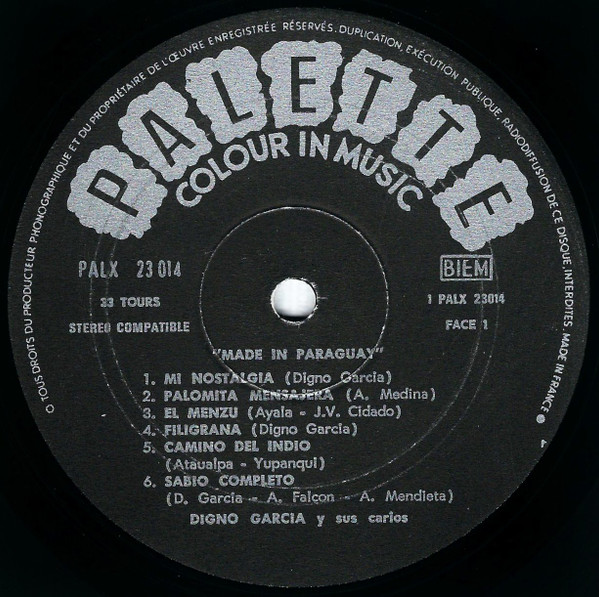 ℗ TOUS DROITS DU PRODUCTEUR PHONOGRAPHIQUE ET DU PROPRIÉTAIRE DE L'ŒUVRE ENREGISTRÉE RÉSERVÉS. DUPLICATION, EXÉCUTION PUBLIQUE, RADIODIFFUSION DE CE DISQUE, INTERDITES. MADE IN FRANCE
PALETTE
COLOUR IN MUSIC
PALX 23 014
BIEM
33 TOURS
1 PALX 23014
STEREO COMPATIBLE
FACE 1
"MADE IN PARAGUAY"
1. MI NOSTALGIA (Digno Garcia)
2. PALOMITA MENSAJERA (A. Medina)
3. EL MENZU (Ayala - J.V. Cidado)
4. FILIGRANA (Digno Garcia)
5. CAMINO DEL INDIO
(Ataualpa - Yupanqui)
6. SABIO COMPLETO
(D. Garcia - A. Falcon - A. Mendieta)
DIGNO GARCIA y sus carios